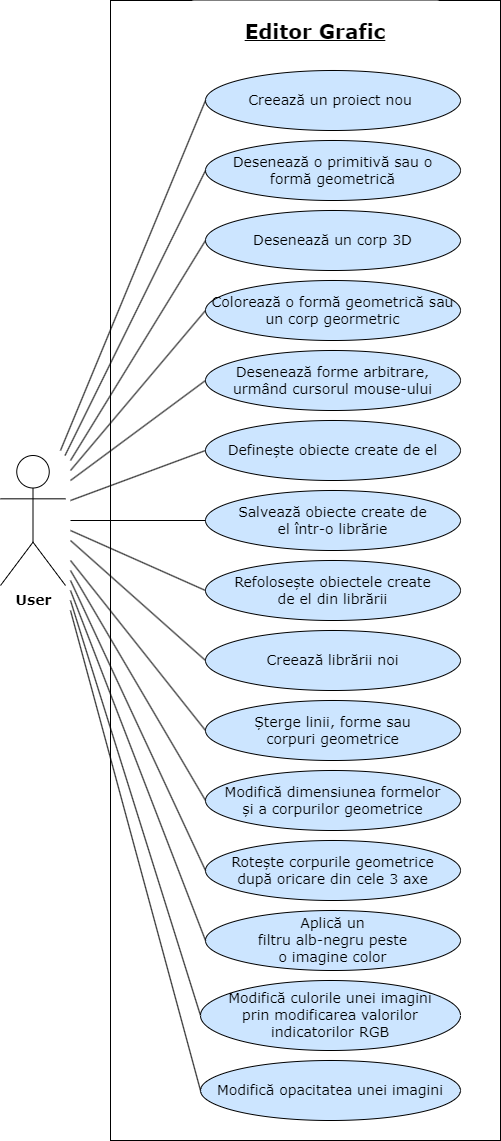 Editor Grafic
Creează un proiect nou
Desenează o primitivă sau o
formă geometrică
Desenează un corp 3D
Colorează o formă geometrică sau
un corp geormetric
Desenează forme arbitrare,
urmând cursorul mouse-ului
Definește obiecte create de el
Salvează obiecte create de
el într-o librărie
Refolosește obiectele create
de el din librării
User
Creează librării noi
Șterge linii, forme sau
corpuri geometrice
Modifică dimensiunea formelor
și a corpurilor geometrice
Rotește corpurile geometrice
după oricare din cele 3 axe
Aplică un
filtru alb-negru peste
o imagine color
Modifică culorile unei imagini
prin modificarea valorilor
indicatorilor RGB
Modifică opacitatea unei imagini